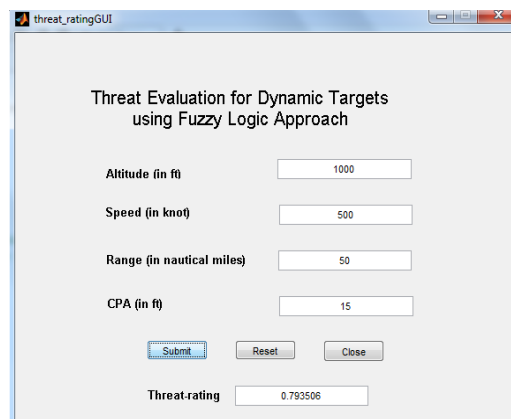 threat_ratingGUI
Threat Evaluation for Dynamic Targets
using Fuzzy Logic Approach
Altitude (in ft) 1000
Speed (in knot) 500
Range (in nautical miles) 50
CPA (in ft) 15
Submit Reset Close
Threat-rating 0.793506